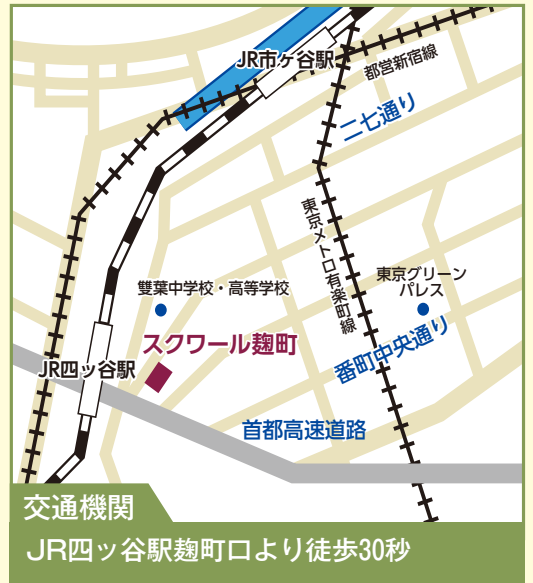 JR市ヶ谷駅
都営新宿線
二七通り
東京メトロ有楽町線
雙葉中学校・高等学校
東京グリーン
パレス
スクワール麹町
番町中央通り
JR四ッ谷駅
首都高速道路
交通機関
JR四ッ谷駅麹町口より徒歩30秒